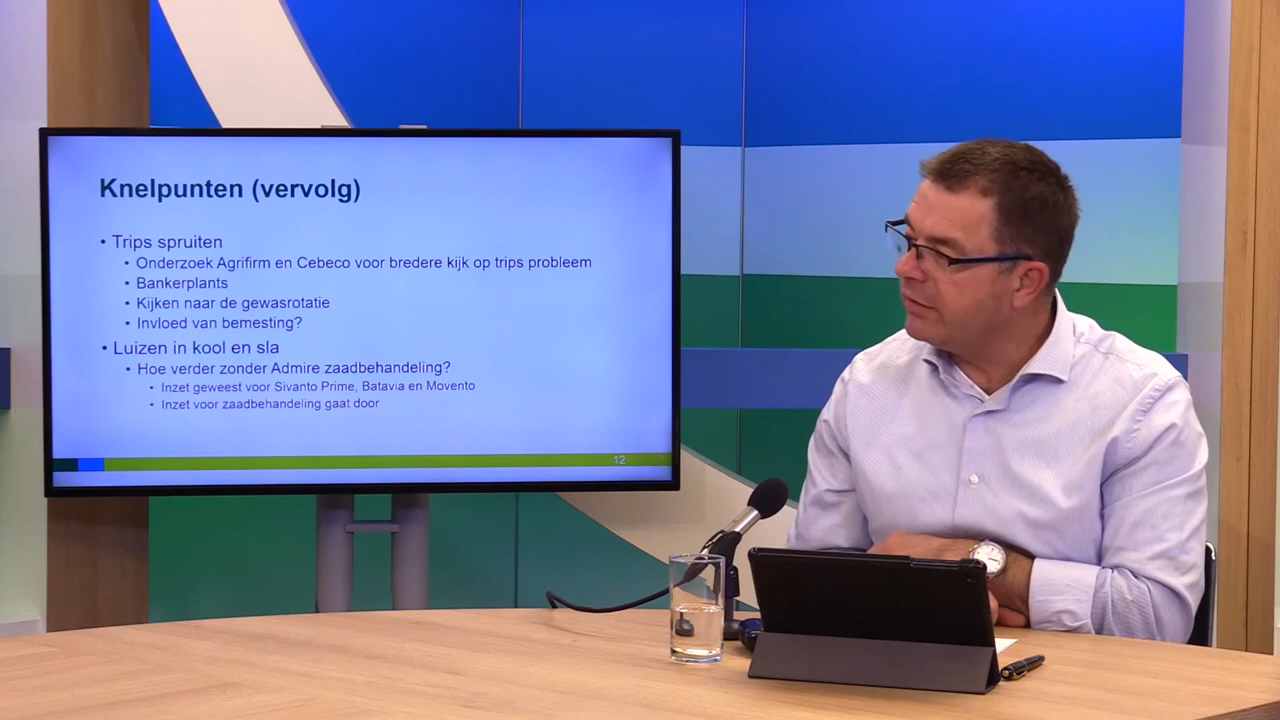 Knelpunten (vervolg)
• Trips spruiten
• Onderzoek Agrifirm en Cebeco voor bredere kijk op trips probleem
• Bankerplants
• Kijken naar de gewasrotatie
• Invloed van bemesting?
• Luizen in kool en sla
• Hoe verder zonder Admire zaadbehandeling?
• Inzet geweest voor Sivanto Prime, Batavia en Movento
• Inzet voor zaadbehandeling gaat door
12